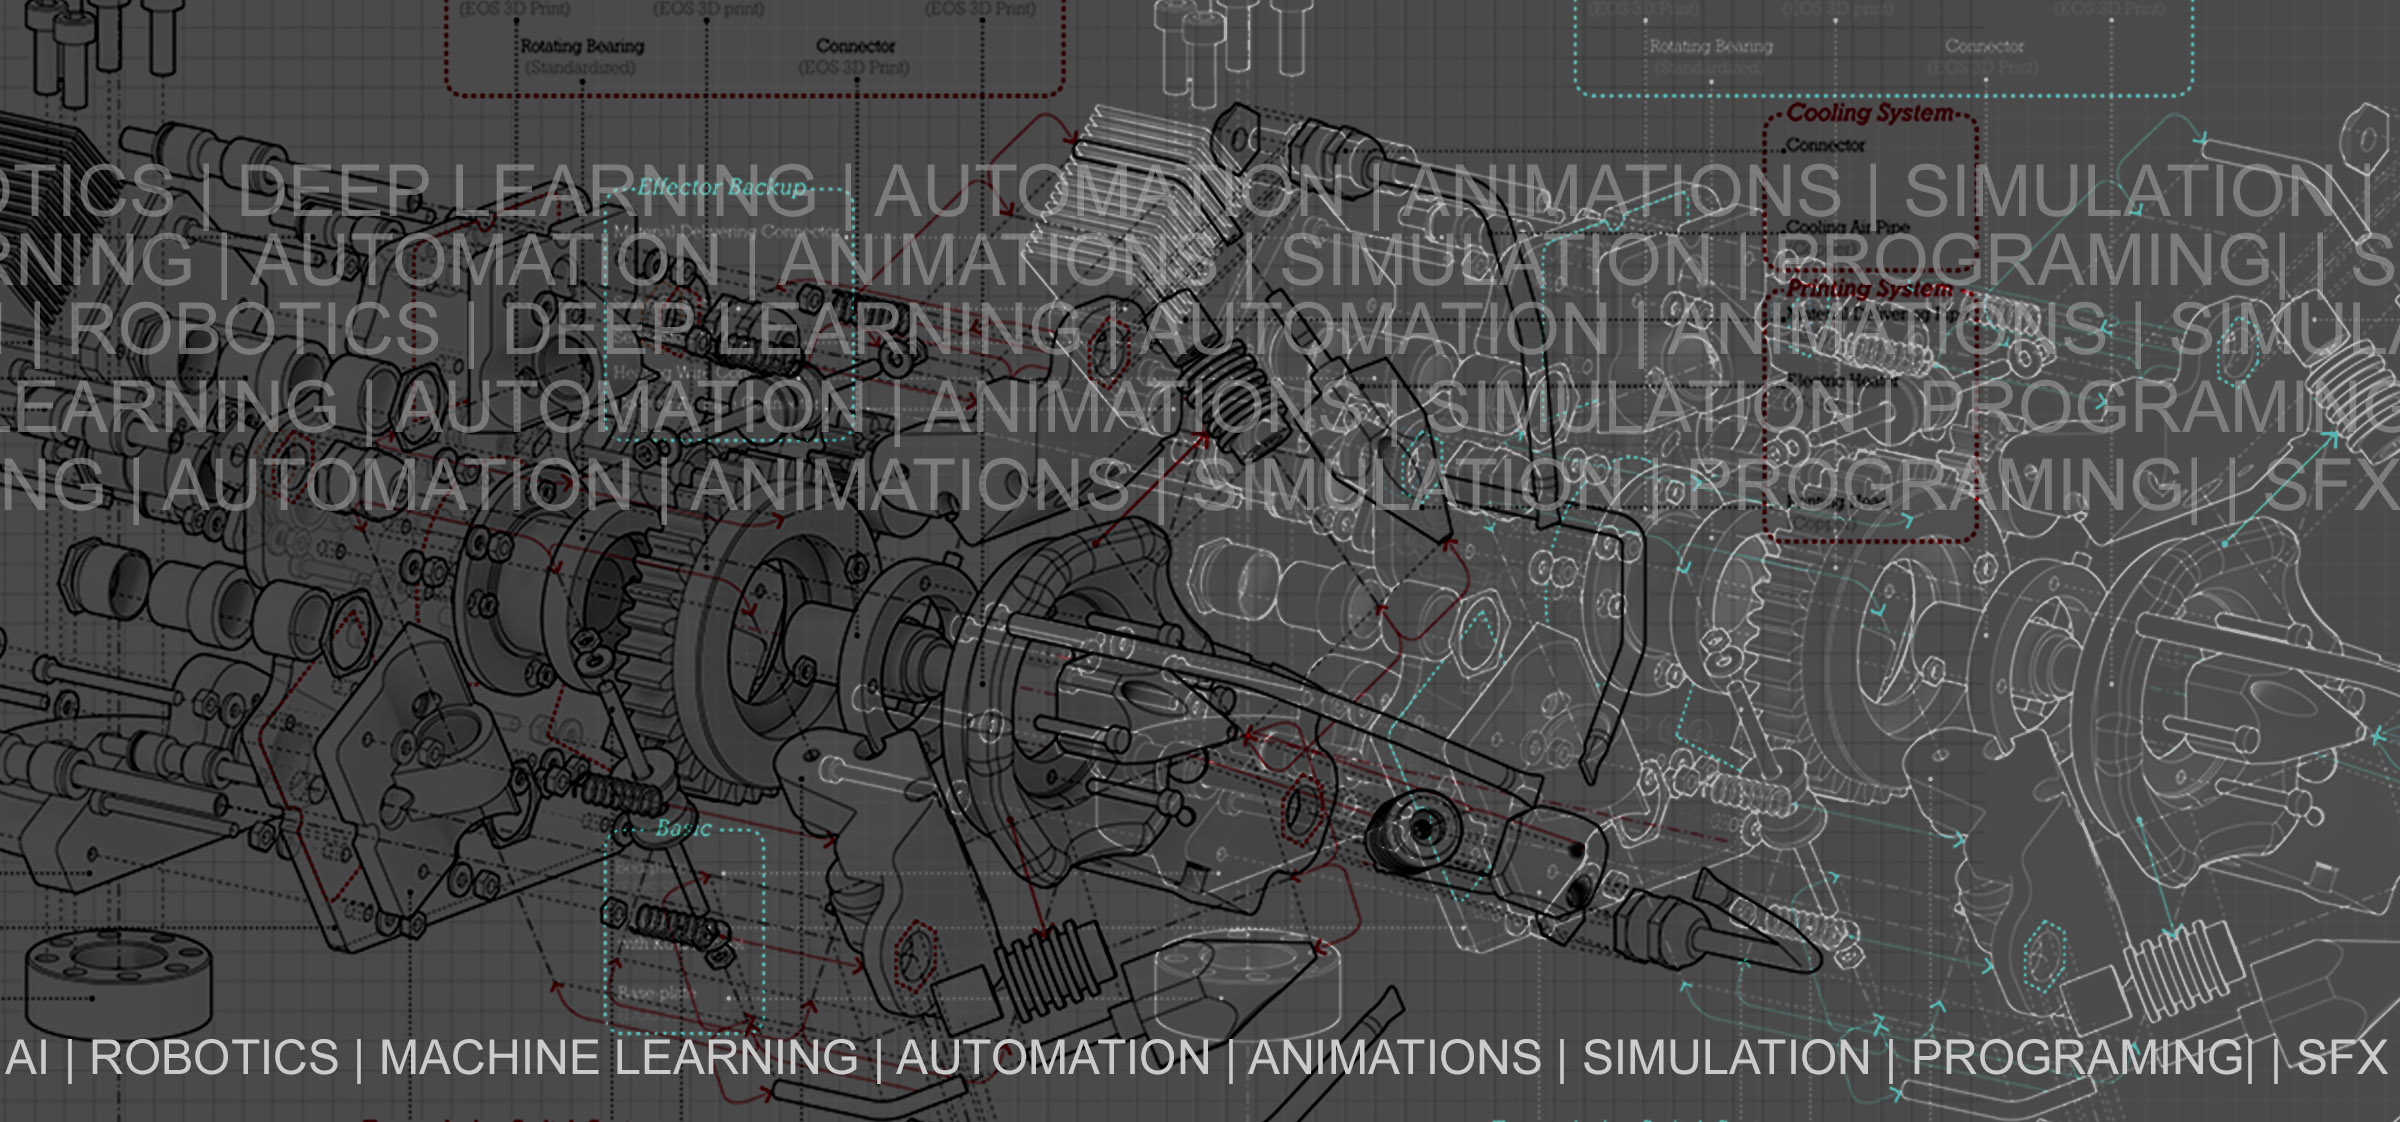 (EOS 3D Print) (EOS 3D print) (EOS 3D Print) (EOS 3D Print) (EOS 3D print) (EOS 3D Print)
Rotating Bearing Connector Rotating Bearing Connector
(Standardized) (EOS 3D Print) (Standardized) (EOS 3D Print)
Cooling System
Connector
OTICS | DEEP LEARNING | AUTOMATION | ANIMATIONS | SIMULATION |
Effector Backup
Material Delivering Connector
Cooling Air Pipe
RNING | AUTOMATION | ANIMATIONS | SIMULATION | PROGRAMING| | S
Printing System
Material Delivering Pipe
| | ROBOTICS | DEEP LEARNING | AUTOMATION | ANIMATIONS | SIMUL
Electric Heater
LEARNING | AUTOMATION | ANIMATIONS | SIMULATION | PROGRAMING
NG | AUTOMATION | ANIMATIONS | SIMULATION | PROGRAMING| | SFX
Basic
Base-plate
AI | ROBOTICS | MACHINE LEARNING | AUTOMATION | ANIMATIONS | SIMULATION | PROGRAMING| | SFX